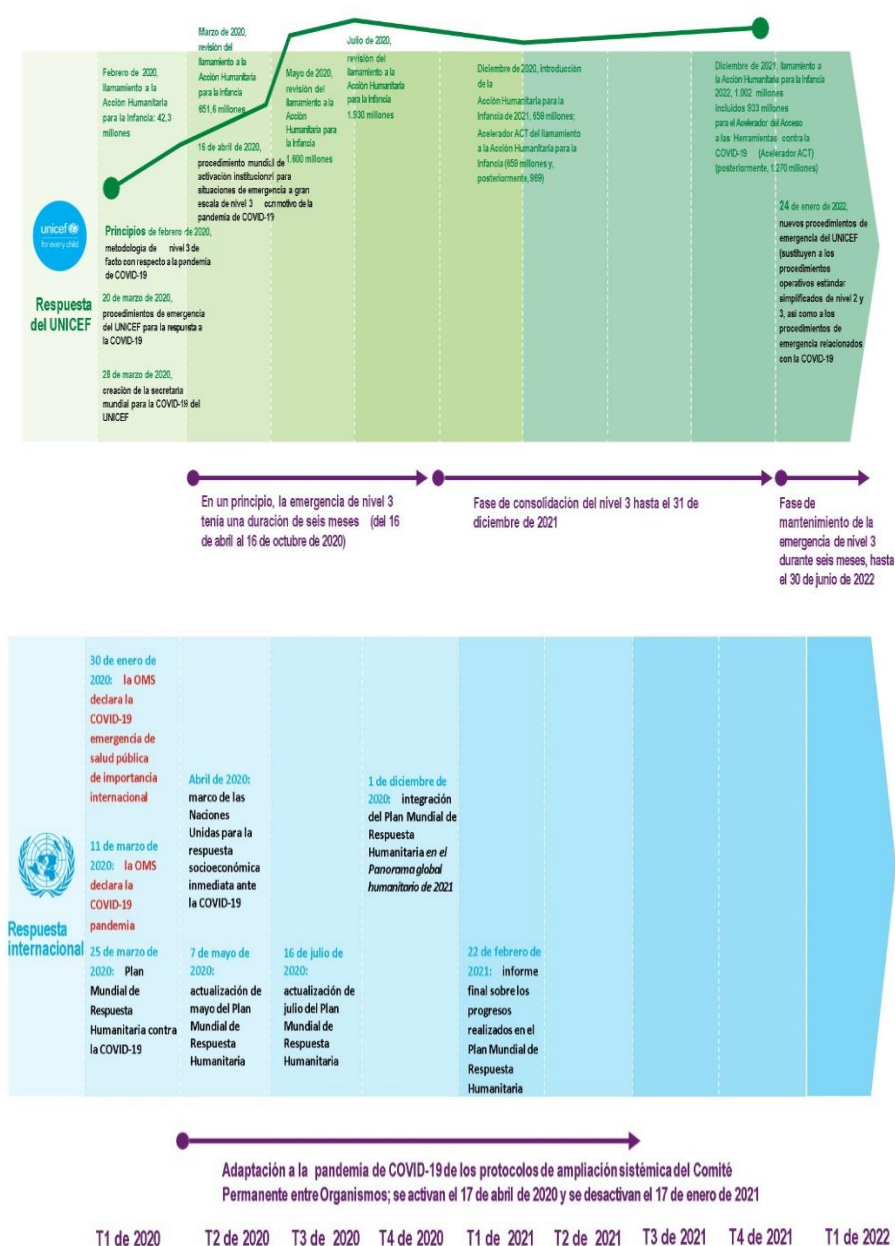 Febrero de 2020,
llamamiento a la
Acción Humanitaria
para la Infancia: 42,3
millones
Marzo de 2020,
revisión del
llamamiento a la
Acción Humanitaria
para la Infancia
651,6 millones
16 de abril de 2020,
procedimiento mundial de
activación institucional para
situaciones de emergencia a gran
escala de nivel 3 con motivo de la
pandemia de COVID-19
Mayo de 2020,
revisión del
llamamiento a la
Acción
Humanitaria para
la Infancia
1.600 millones
Julio de 2020,
revisión del
llamamiento a la
Acción Humanitaria
para la Infancia
1.930 millones
Diciembre de 2020, introducción
de la
Acción Humanitaria para la
Infancia de 2021, 659 millones;
Acelerador ACT del llamamiento
a la Acción Humanitaria para la
Infancia (659 millones y,
posteriormente, 969)
Diciembre de 2021, llamamiento a
la Acción Humanitaria para la Infancia
2022, 1.002 millones
incluidos 933 millones
para el Acelerador del Acceso
a las Herramientas contra la
COVID-19 (Acelerador ACT)
(posteriormente, 1.270 millones)
24 de enero de 2022,
nuevos procedimientos de
emergencia del UNICEF
(sustituyen a los
procedimientos
operativos estándar
simplificados de nivel 2 y
3, así como a los
procedimientos de
emergencia relacionados
con la COVID-19
unicef
for every child
Respuesta
del UNICEF
Principios de febrero de 2020,
metodología de nivel 3 de
facto con respecto a la pandemia
de COVID-19
20 de marzo de 2020,
procedimientos de emergencia
del UNICEF para la respuesta a
la COVID-19
28 de marzo de 2020,
creación de la secretaría
mundial para la COVID-19 del
UNICEF
En un principio, la emergencia de nivel 3
tenía una duración de seis meses (del 16
de abril al 16 de octubre de 2020)
Fase de consolidación del nivel 3 hasta el 31 de
diciembre de 2021
Fase de
mantenimiento de la
emergencia de nivel 3
durante seis meses, hasta
el 30 de junio de 2022
Respuesta
internacional
30 de enero de
2020: la OMS
declara la
COVID-19
emergencia de
salud pública
de importancia
internacional
11 de marzo de
2020: la OMS
declara la
COVID-19
pandemia
25 de marzo de
2020: Plan
Mundial de
Respuesta
Humanitaria contra
la COVID-19
Abril de 2020:
marco de las
Naciones
Unidas para la
respuesta
socioeconómica
inmediata ante
la COVID-19
7 de mayo de
2020:
actualización de
mayo del Plan
Mundial de
Respuesta
Humanitaria
16 de julio de
2020:
actualización de
julio del Plan
Mundial de
Respuesta
Humanitaria
1 de diciembre de
2020: integración
del Plan Mundial de
Respuesta
Humanitaria en el
Panorama global
humanitario de 2021
22 de febrero de
2021: informe
final sobre los
progresos
realizados en el
Plan Mundial de
Respuesta
Humanitaria
Adaptación a la pandemia de COVID-19 de los protocolos de ampliación sistémica del Comité
Permanente entre Organismos; se activan el 17 de abril de 2020 y se desactivan el 17 de enero de 2021
T1 de 2020 T2 de 2020 T3 de 2020 T4 de 2020 T1 de 2021 T2 de 2021 T3 de 2021 T4 de 2021 T1 de 2022